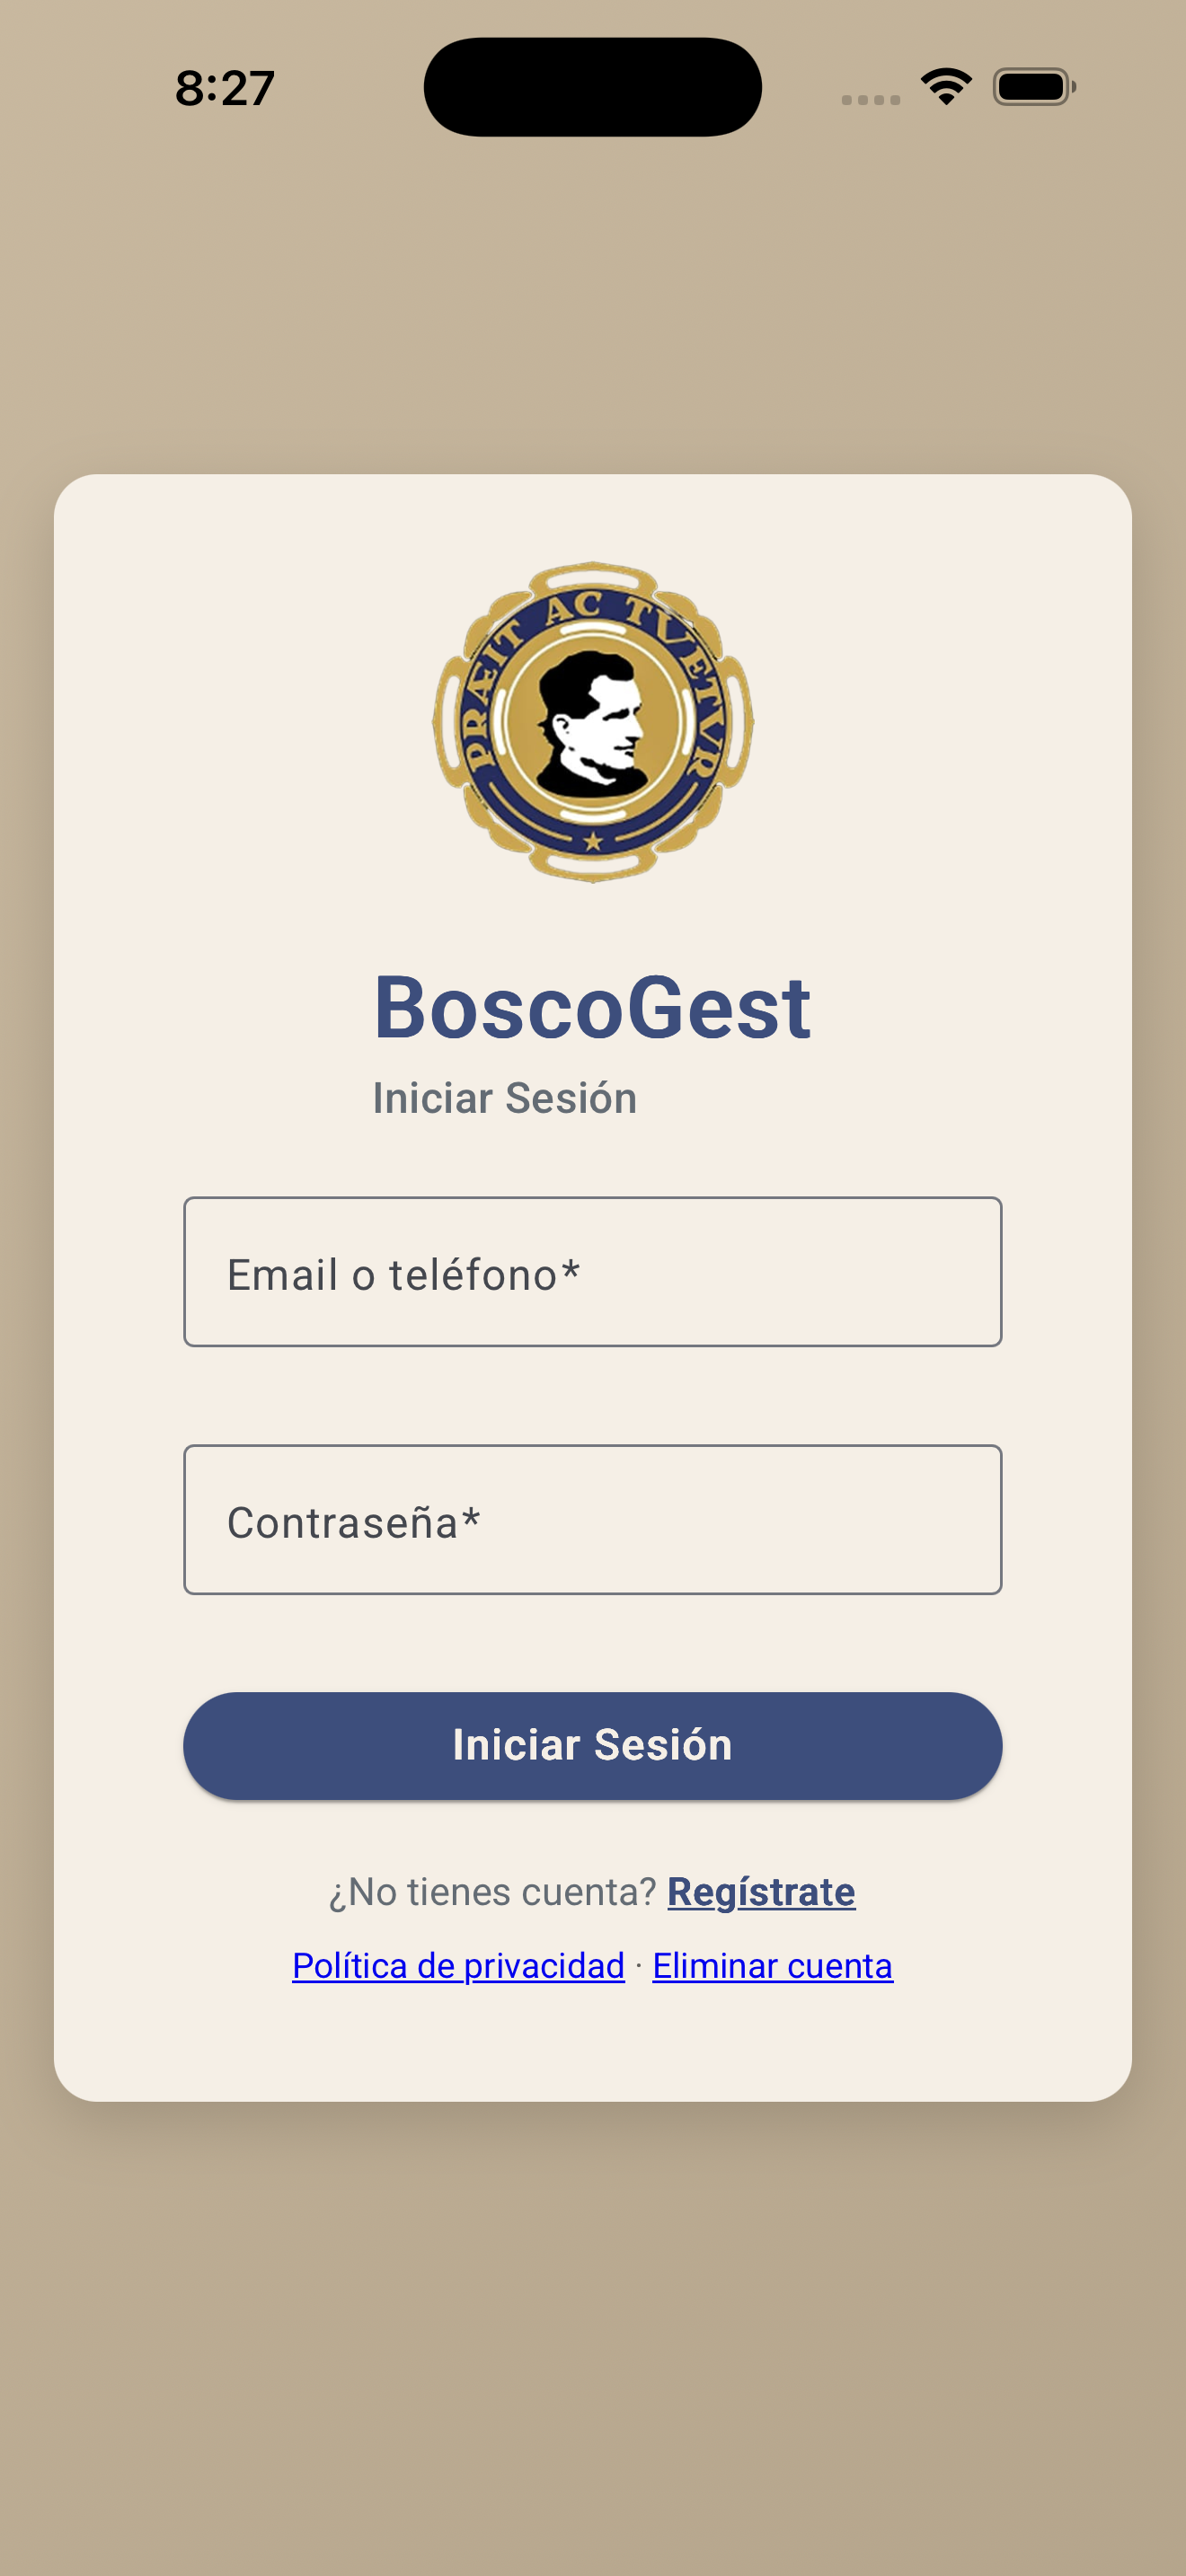 8:27
PRÆIT AC TVETVR
BoscoGest
Iniciar Sesión
Email o teléfono*
Contraseña*
Iniciar Sesión
¿No tienes cuenta? Regístrate
Política de privacidad · Eliminar cuenta